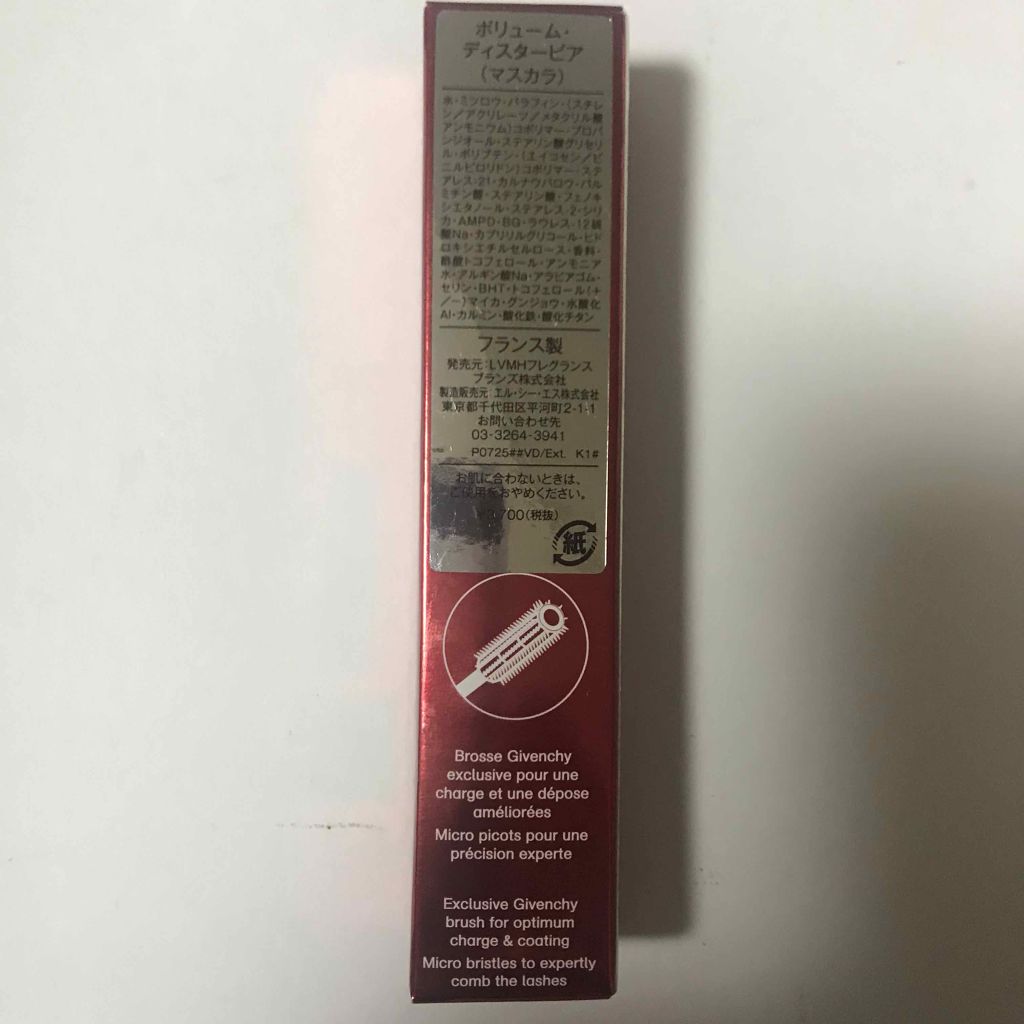 ボリューム・
ディスタービア
(マスカラ)
水・ミツロウ・パラフィン・(スチレ
ン/アクリレーツ/メタクリル酸
アンモニウム)コポリマー・プロパ
ンジオール・ステアリン酸グリセリ
ル・ポリブテン・(エイコセン/ビ
ニルピロリドン)コポリマー・ステ
アレス-21・カルナウバロウ・パル
ミチン酸・ステアリン酸・フェノキ
シエタノール・ステアレス-2・シリ
カ・AMPD・BG・ラウレス-12硫
酸Na・カプリリルグリコール・ヒド
ロキシエチルセルロース・香料・
酢酸トコフェロール・アンモニア
水・アルギン酸Na・アラビアゴム・
セリン・BHT・トコフェロール(+
/−)マイカ・グンジョウ・水酸化
Al・カルミン・酸化鉄・酸化チタン
フランス製
発売元:LVMHフレグランス
ブランズ株式会社
製造販売元 エル・シー・エス株式会社
東京都千代田区平河町2-1-1
お問い合わせ先
03-3264-3941
P0725##VD/Ext. K1#
お肌に合わないときは、
ご使用をおやめください。
700(税抜)
紙
Brosse Givenchy
exclusive pour une
charge et une dépose
améliorées
Micro picots pour une
précision experte
Exclusive Givenchy
brush for optimum
charge & coating
Micro bristles to expertly
comb the lashes